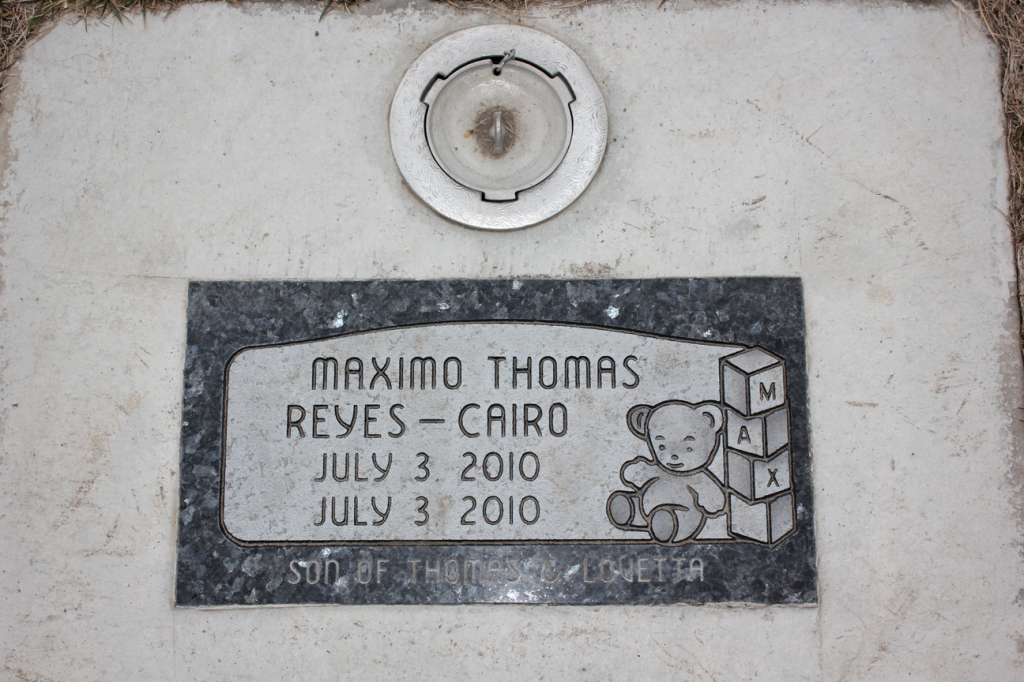 MAXIMO THOMAS
REYES-CAIRO
JULY 3, 2010
JULY 3, 2010
M
A
X
SON OF THOMAS & LOVETTA